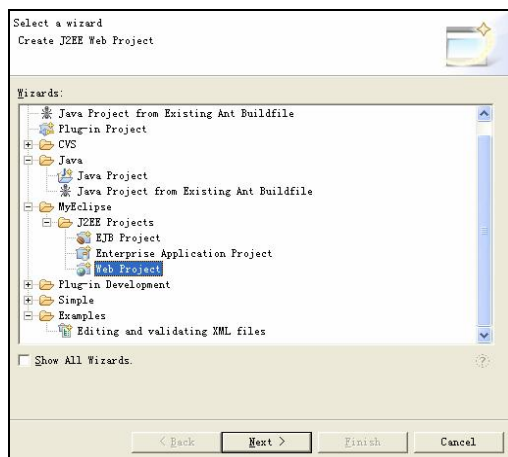 Select a wizard
Create J2EE Web Project
Wizards:
Java Project from Existing Ant Buildfile
Plug-in Project
CVS
Java
Java Project
Java Project from Existing Ant Buildfile
MyEclipse
J2EE Projects
EJB Project
Enterprise Application Project
Web Project
Plug-in Development
Simple
Examples
Editing and validating XML files
Show All Wizards.
< Back Next > Finish Cancel